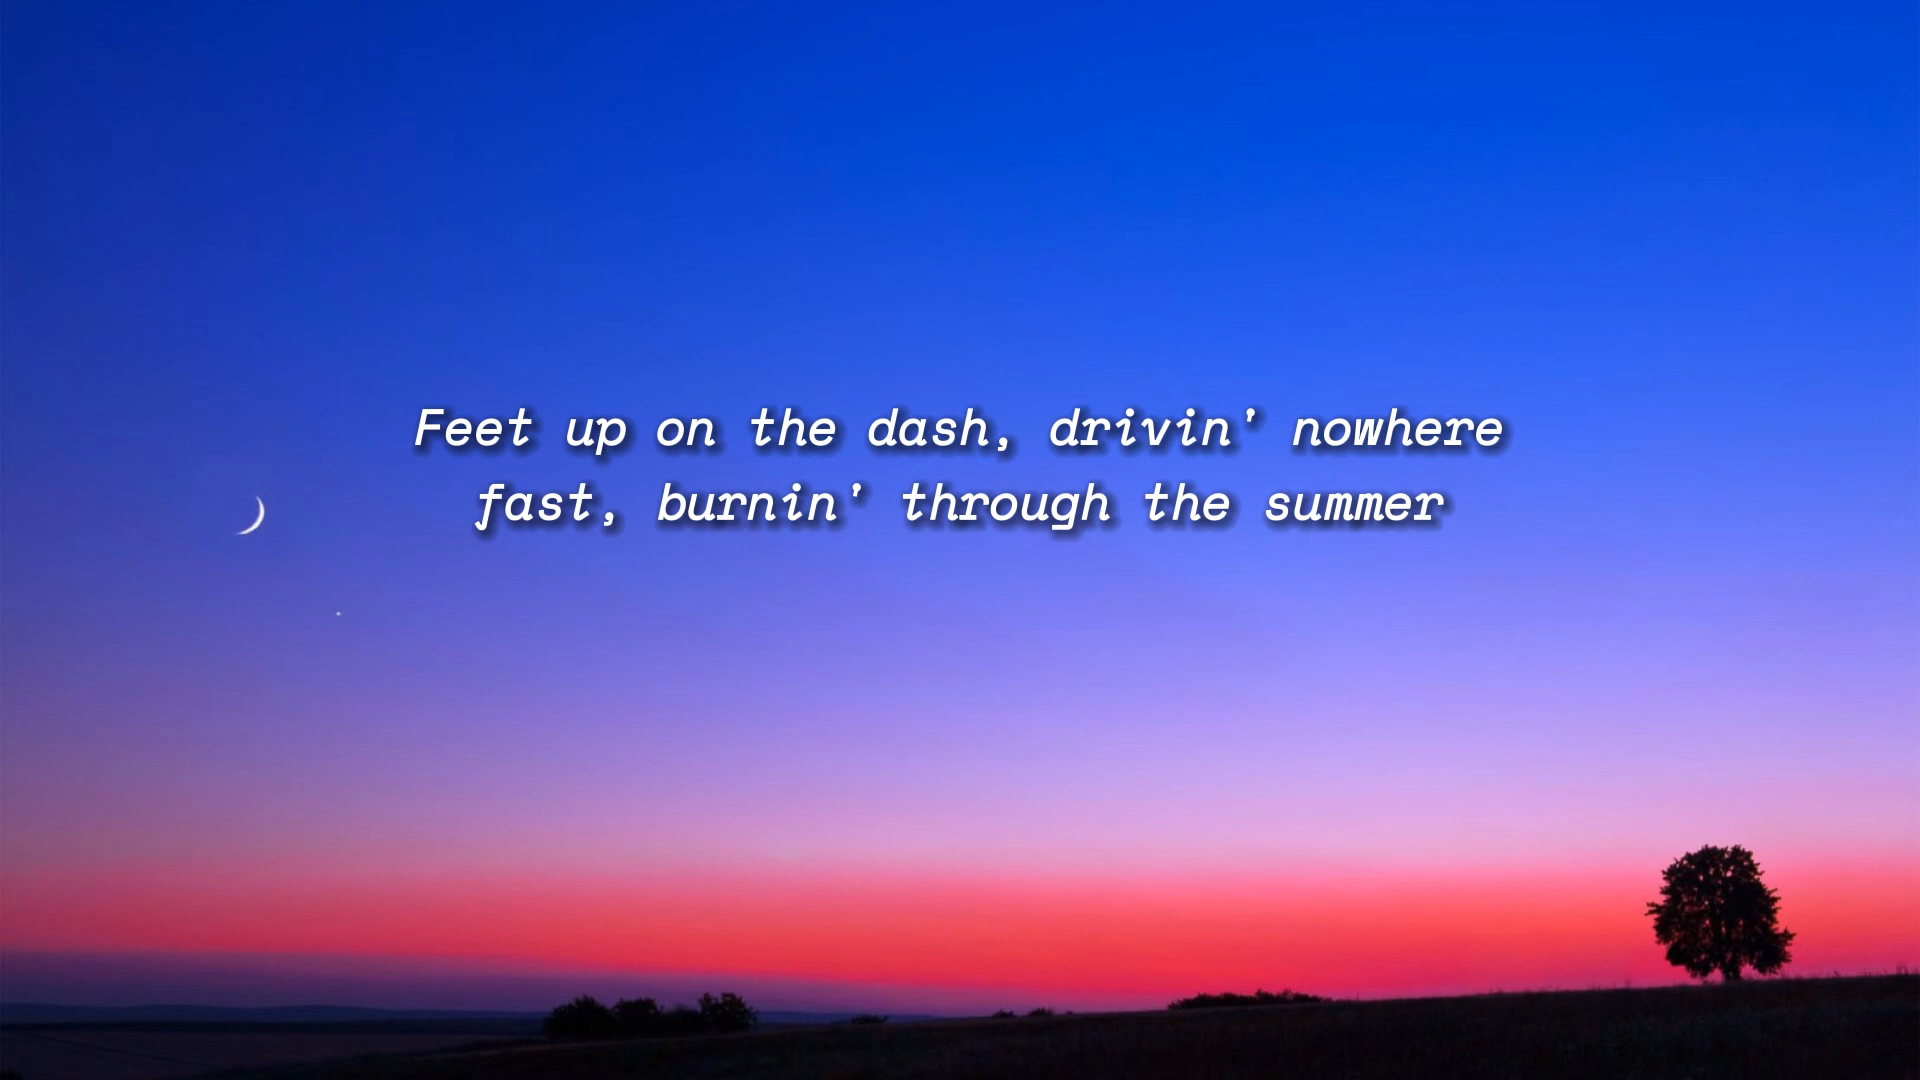 Feet up on the dash, drivin' nowhere
fast, burnin' through the summer